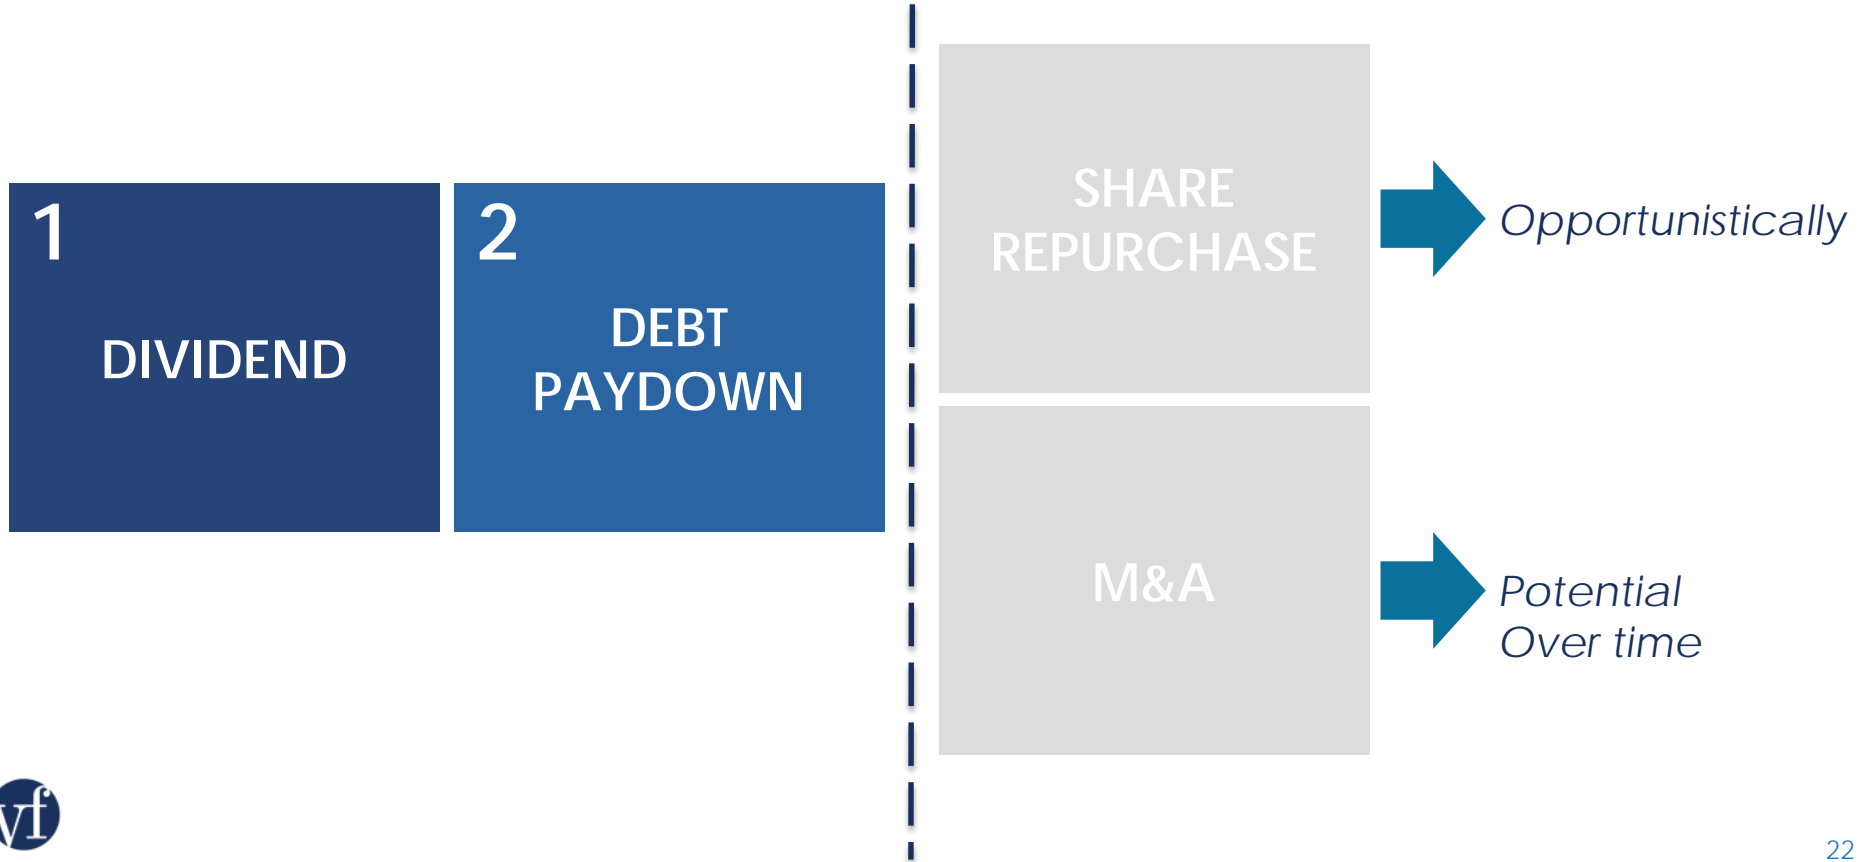 1
DIVIDEND
2
DEBT
PAYDOWN
SHARE
REPURCHASE
Opportunistically
M&A
Potential
Over time
vf
22